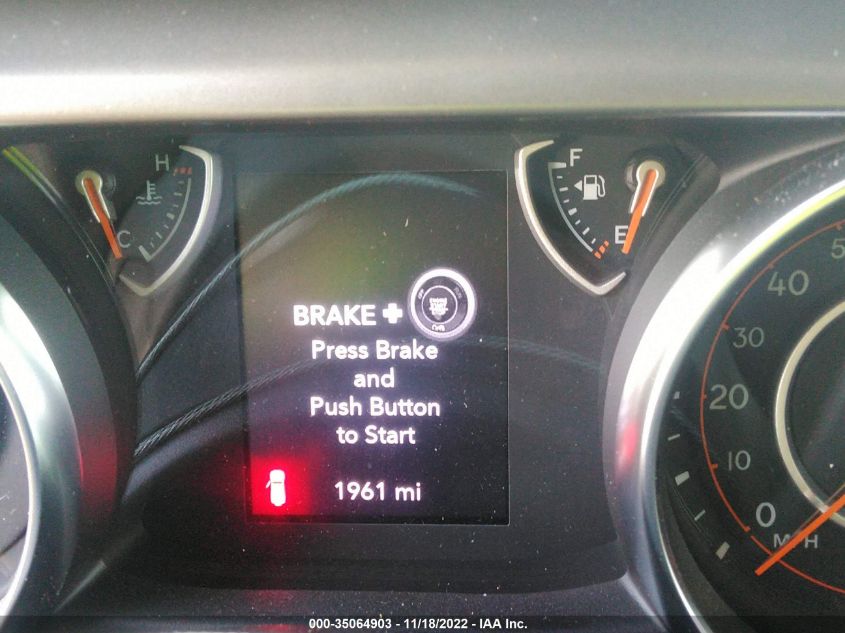 H
C
F
E
BRAKE +
Press Brake
and
Push Button
to Start
1961 mi
5
40
30
20
10
0
MPH
000-35064903 - 11/18/2022 - IAA Inc.